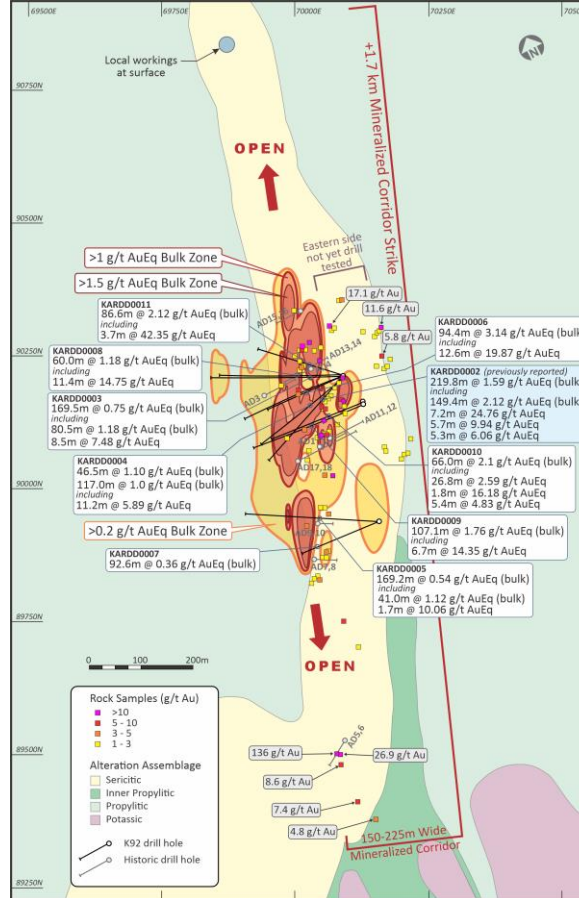 69500E
69750E
70000E
70250E
N
Local workings
at surface
90750N
+1.7 km Mineralized Corridor Strike
OPEN
90500N
Eastern side
not yet drill
tested
>1 g/t AuEq Bulk Zone
>1.5 g/t AuEq Bulk Zone
17.1 g/t Au
11.6 g/t Au
5.8 g/t Au
KARDD0011
86.6m @ 2.12 g/t AuEq (bulk)
including
3.7m @ 42.35 g/t AuEq
KARDD0006
94.4m @ 3.14 g/t AuEq (bulk)
including
12.6m @ 19.87 g/t AuEq
AD13,14
90250N
KARDD0008
60.0m @ 1.18 g/t AuEq (bulk)
including
11.4m @ 14.75 g/t AuEq
KARDD0002 (previously reported)
219.8m @ 1.59 g/t AuEq (bulk)
including
149.4m @ 2.12 g/t AuEq (bulk)
7.2m @ 24.76 g/t AuEq
5.7m @ 9.94 g/t AuEq
5.3m @ 6.06 g/t AuEq
AD3
KARDD0003
169.5m @ 0.75 g/t AuEq (bulk)
including
80.5m @ 1.18 g/t AuEq (bulk)
8.5m @ 7.48 g/t AuEq
AD11,12
KARDD0004
46.5m @ 1.10 g/t AuEq (bulk)
117.0m @ 1.0 g/t AuEq (bulk)
including
11.2m @ 5.89 g/t AuEq
AD17,18
KARDD0010
66.0m @ 2.1 g/t AuEq (bulk)
26.8m @ 2.59 g/t AuEq
1.8m @ 16.18 g/t AuEq
5.4m @ 4.83 g/t AuEq
90000N
KARDD0009
107.1m @ 1.76 g/t AuEq (bulk)
including
6.7m @ 14.35 g/t AuEq
>0.2 g/t AuEq Bulk Zone
KARDD0007
92.6m @ 0.36 g/t AuEq (bulk)
AD7,8
KARDD0005
169.2m @ 0.54 g/t AuEq (bulk)
including
41.0m @ 1.12 g/t AuEq (bulk)
1.7m @ 10.06 g/t AuEq
89750N
OPEN
0
200m
Rock Samples (g/t Au)
>10
5 - 10
3 - 5
1 - 3
Alteration Assemblage
Sericitic
Inner Propylitic
Propylitic
Potassic
K92 drill hole
Historic drill hole
AD5,6
89500N
136 g/t Au
26.9 g/t Au
8.6 g/t Au
7.4 g/t Au
4.8 g/t Au
150-225m Wide
Mineralized Corridor
89250N